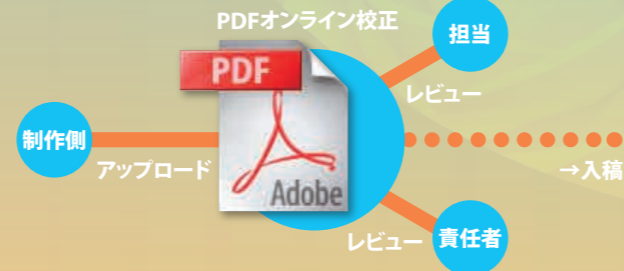 PDFオンライン校正
担当
PDF
レビュー
制作側
アップロード
→入稿
Adobe
レビュー
責任者